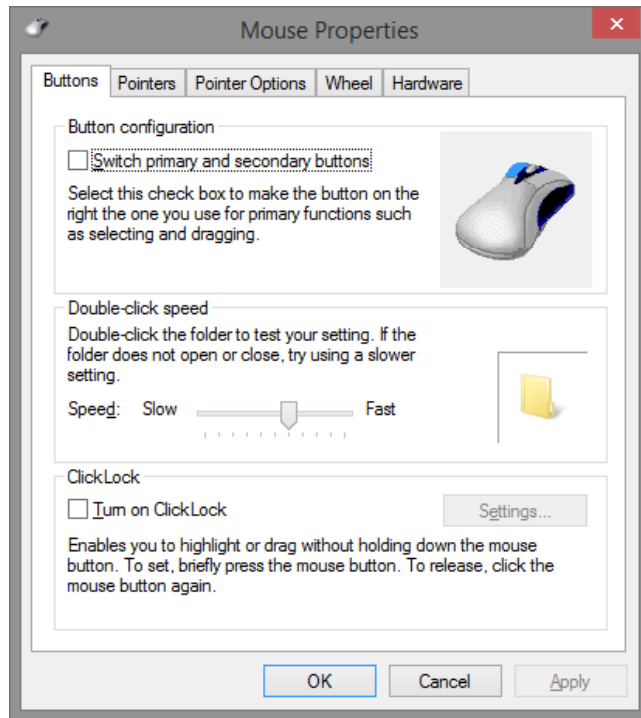 Mouse Properties
Buttons Pointers Pointer Options Wheel Hardware
Button configuration
Switch primary and secondary buttons
Select this check box to make the button on the
right the one you use for primary functions such
as selecting and dragging.
Double-click speed
Double-click the folder to test your setting. If the
folder does not open or close, try using a slower
setting.
Speed: Slow Fast
ClickLock
Turn on ClickLock
Settings...
Enables you to highlight or drag without holding down the mouse
button. To set, briefly press the mouse button. To release, click the
mouse button again.
OK Cancel Apply